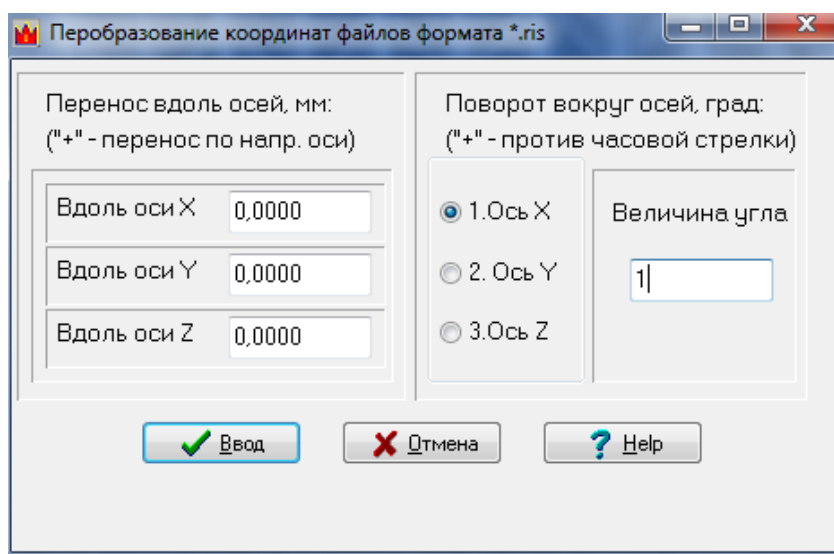 Перобразование координат файлов формата *.ris
Перенос вдоль осей, мм:
("+" - перенос по напр. оси)
Вдоль оси X 0,0000
Вдоль оси Y 0,0000
Вдоль оси Z 0,0000
Поворот вокруг осей, град:
("+" - против часовой стрелки)
1.Ось X
2. Ось Y
3.Ось Z
Величина угла
1
Ввод
Отмена
Help